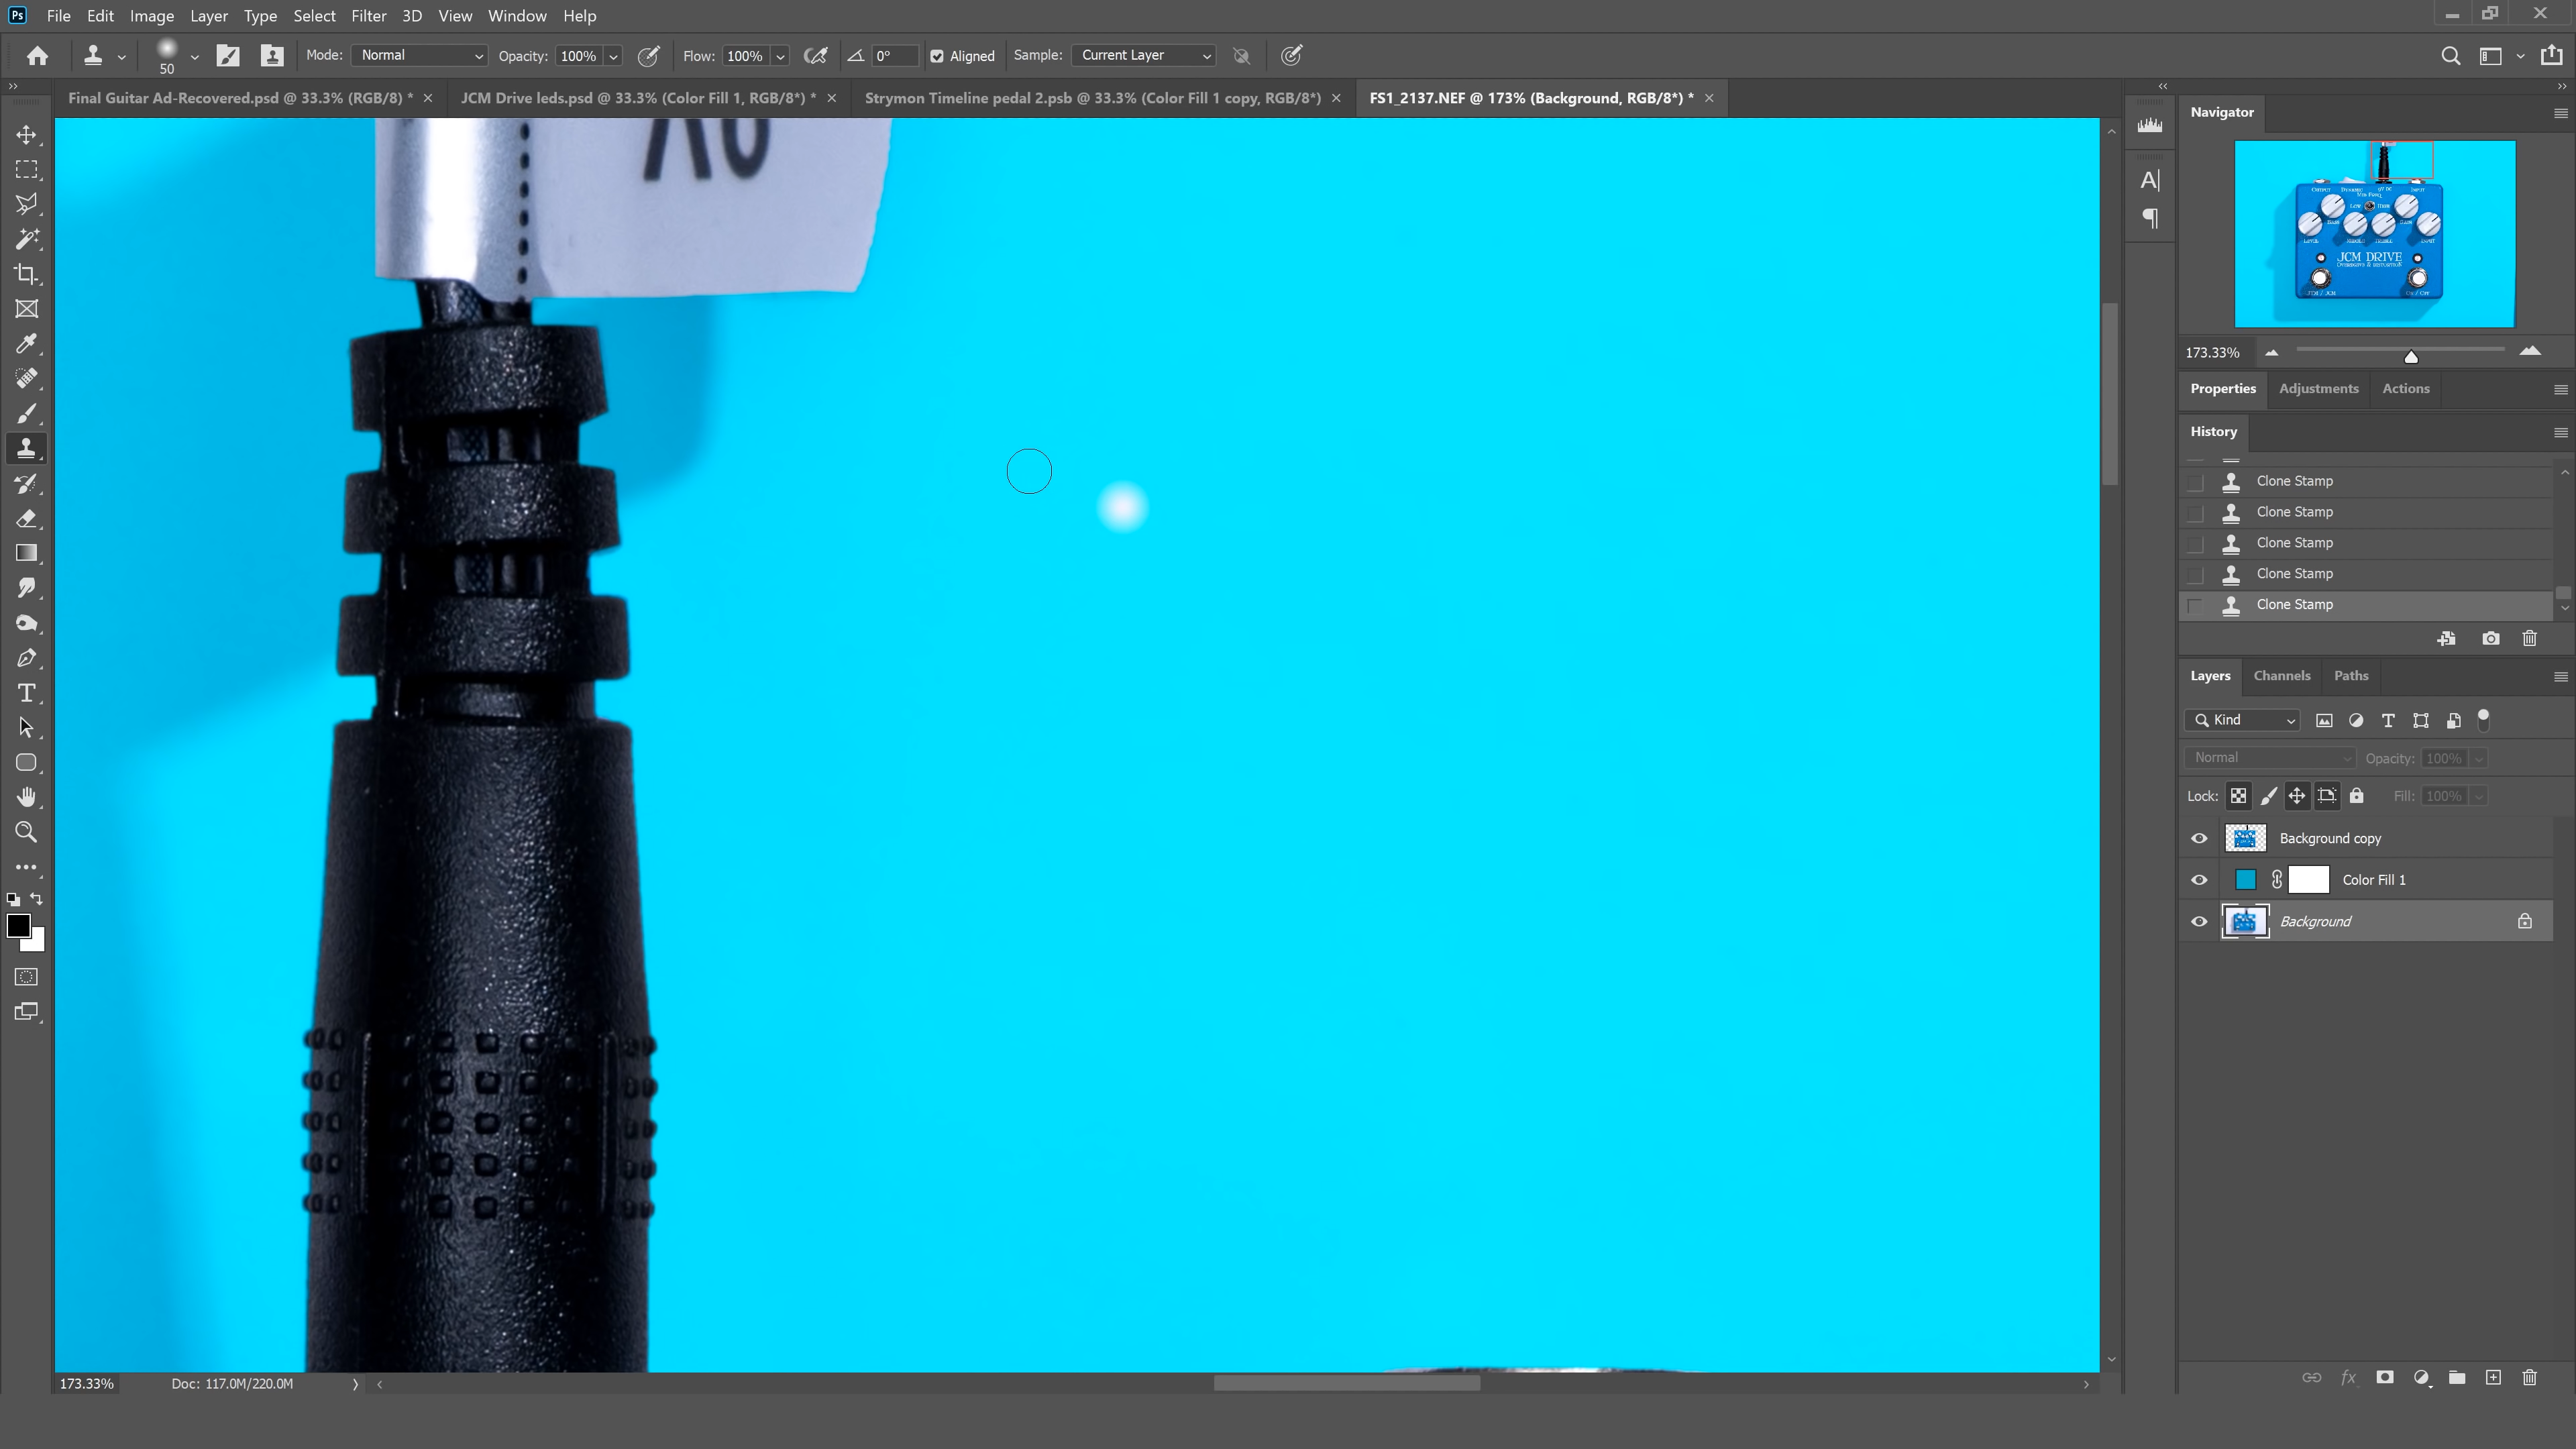 Ps File Edit Image Layer Type Select Filter 3D View Window Help
50 Mode: Normal Opacity: 100% Flow: 100% 0° Aligned Sample: Current Layer
Final Guitar Ad-Recovered.psd @ 33.3% (RGB/8) * × JCM Drive leds.psd @ 33.3% (Color Fill 1, RGB/8*) * × Strymon Timeline pedal 2.psb @ 33.3% (Color Fill 1 copy, RGB/8*) × FS1_2137.NEF @ 173% (Background, RGB/8*) * ×
Navigator
JCM DRIVE
173.33%
Properties Adjustments Actions
History
Clone Stamp
Clone Stamp
Clone Stamp
Clone Stamp
Clone Stamp
Layers Channels Paths
Kind
Normal Opacity: 100%
Lock: Fill: 100%
Background copy
Color Fill 1
Background
173.33% Doc: 117.0M/220.0M